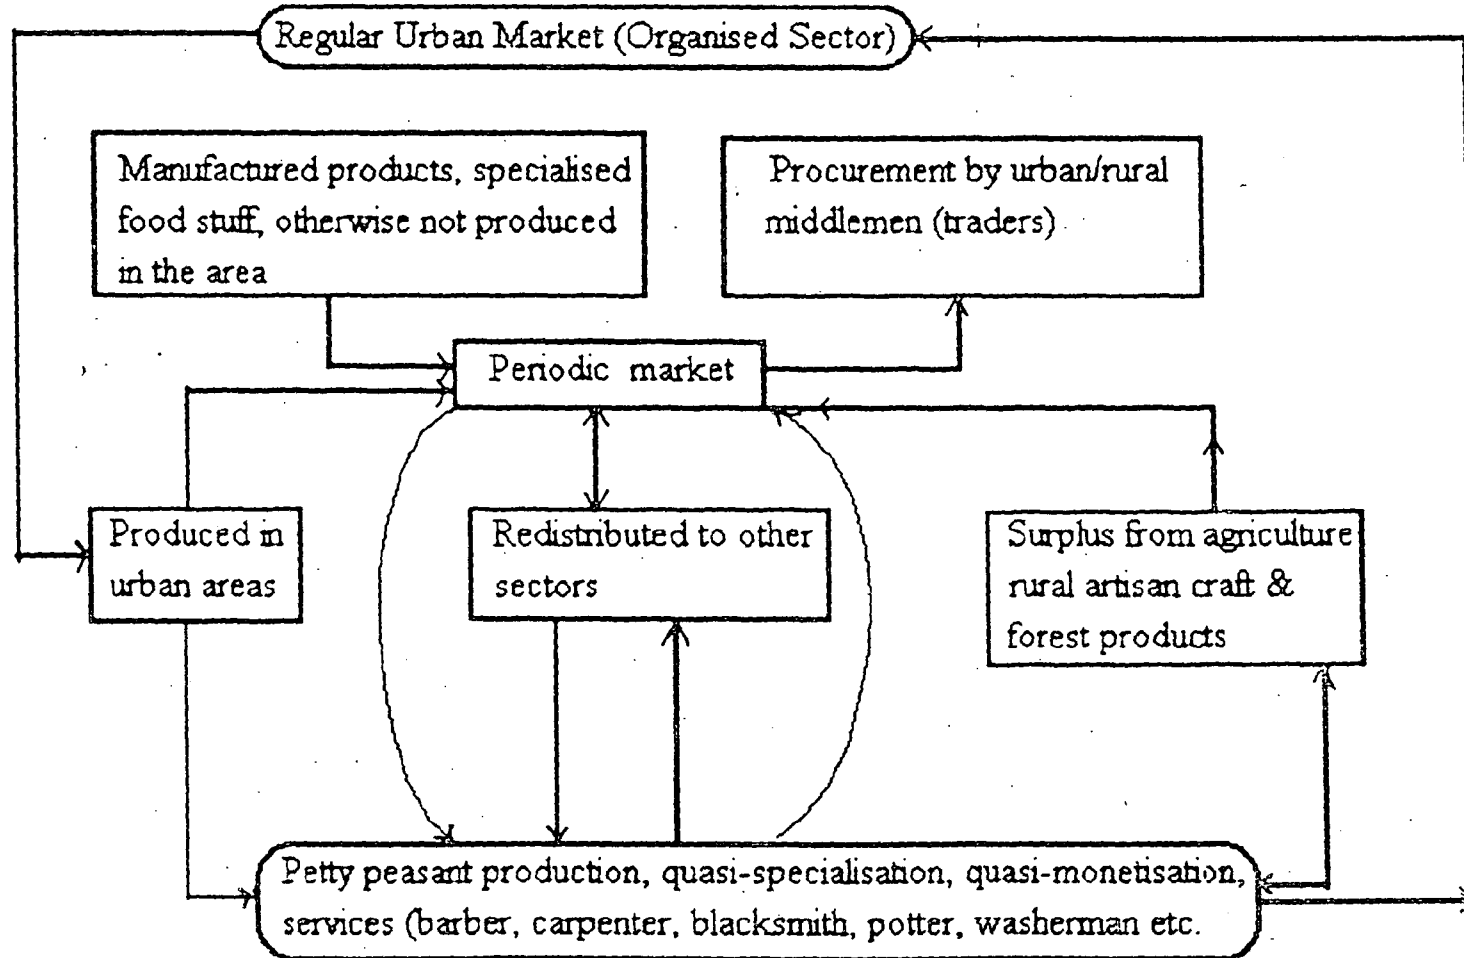 Regular Urban Market (Organised Sector)
Manufactured products, specialised
food stuff, otherwise not produced
in the area
Procurement by urban/rural
middlemen (traders)
Periodic market
Produced in
urban areas
Redistributed to other
sectors
Surplus from agriculture
rural artisan craft &
forest products
Petty peasant production, quasi-specialisation, quasi-monetisation,
services (barber, carpenter, blacksmith, potter, washerman etc.